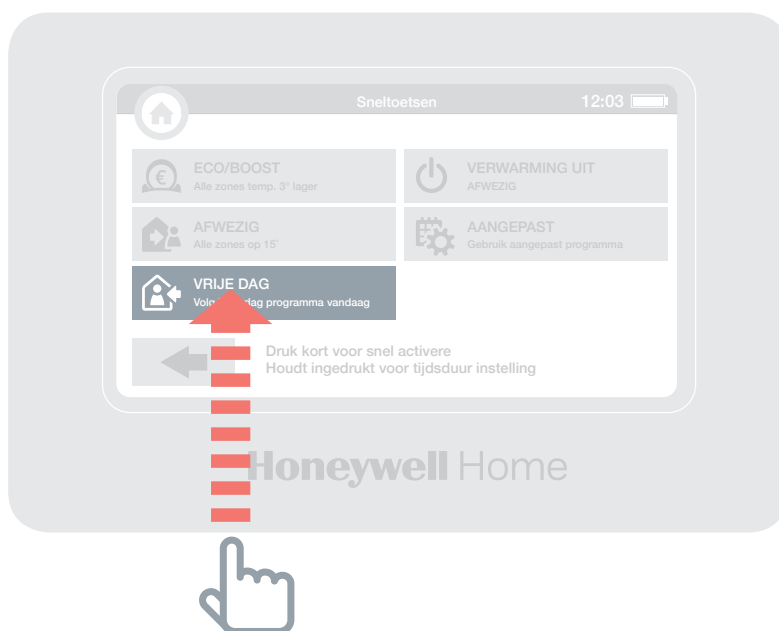 Sneltoetsen 12:03
€ ECO/BOOST
Alle zones temp. 3° lager
VERWARMING UIT
AFWEZIG
AFWEZIG
Alle zones op 15°
AANGEPAST
Gebruik aangepast programma
VRIJE DAG
dag programma vandaag
Druk kort voor snel activere
Houdt ingedrukt voor tijdsduur instelling
Honeywell Home